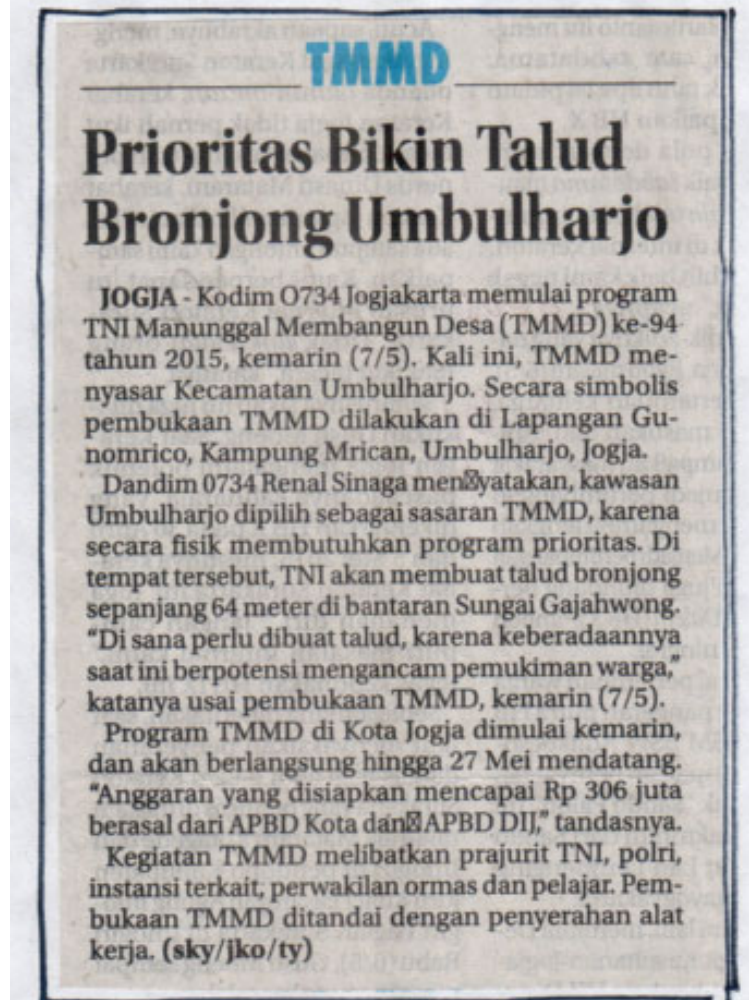 TMMD
Prioritas Bikin Talud
Bronjong Umbulharjo
JOGJA - Kodim O734 Jogjakarta memulai program
TNI Manunggal Membangun Desa (TMMD) ke-94
tahun 2015, kemarin (7/5). Kali ini, TMMD me-
nyasar Kecamatan Umbulharjo. Secara simbolis
pembukaan TMMD dilakukan di Lapangan Gu-
nomrico, Kampung Mrican, Umbulharjo, Jogja.
Dandim 0734 Renal Sinaga men☒yatakan, kawasan
Umbulharjo dipilih sebagai sasaran TMMD, karena
secara fisik membutuhkan program prioritas. Di
tempat tersebut, TNI akan membuat talud bronjong
sepanjang 64 meter di bantaran Sungai Gajahwong.
“Di sana perlu dibuat talud, karena keberadaannya
saat ini berpotensi mengancam pemukiman warga,”
katanya usai pembukaan TMMD, kemarin (7/5).
Program TMMD di Kota Jogja dimulai kemarin,
dan akan berlangsung hingga 27 Mei mendatang.
“Anggaran yang disiapkan mencapai Rp 306 juta
berasal dari APBD Kota dan☒APBD DIJ,” tandasnya.
Kegiatan TMMD melibatkan prajurit TNI, polri,
instansi terkait, perwakilan ormas dan pelajar. Pem-
bukaan TMMD ditandai dengan penyerahan alat
kerja. (sky/jko/ty)